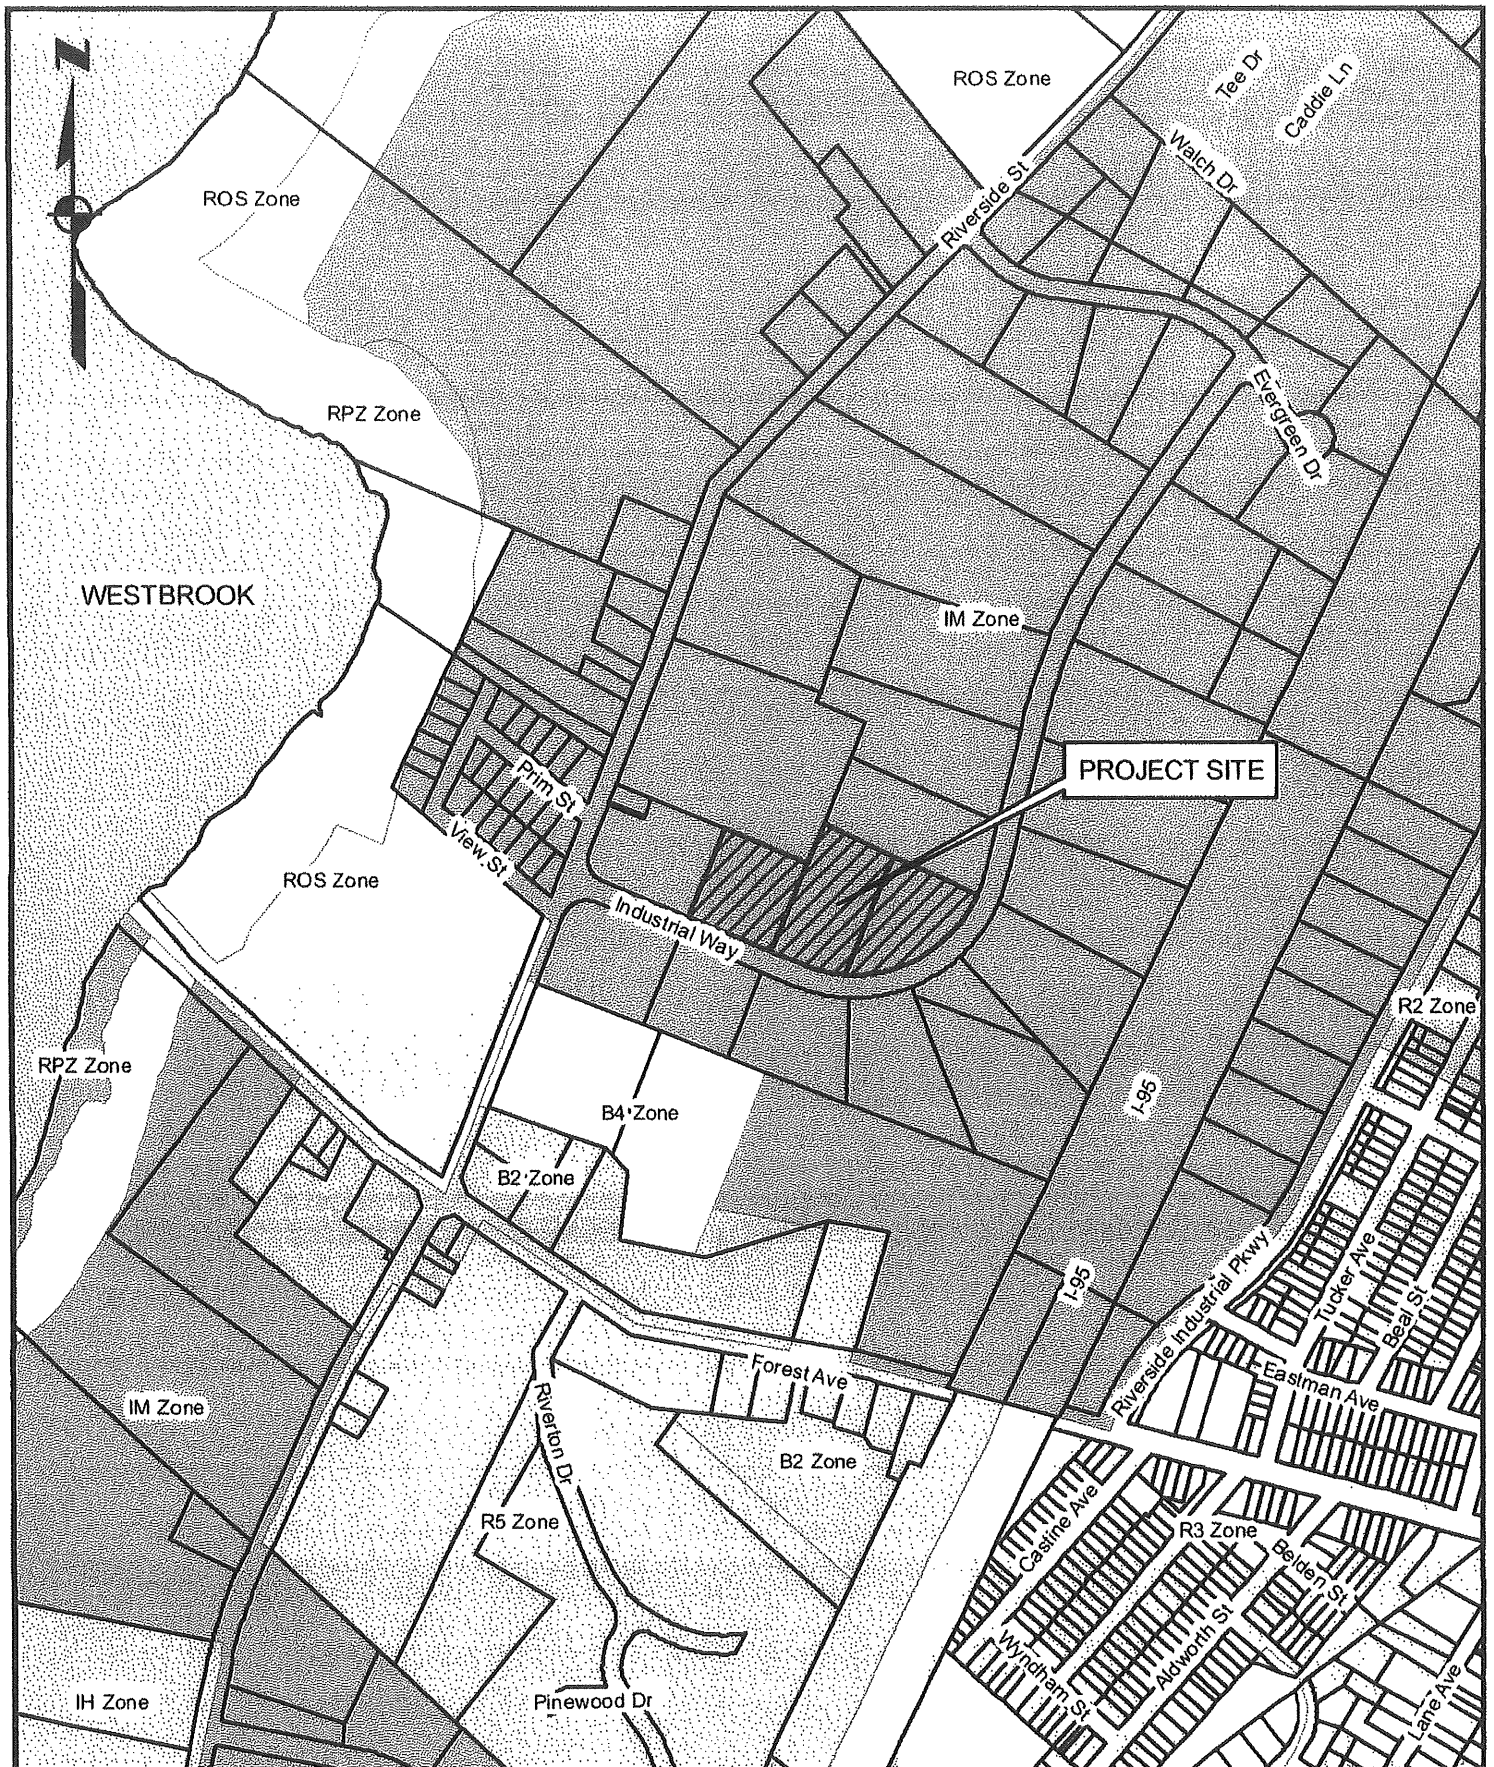 Z
ROS Zone
Tee Dr
Caddie Ln
Walch Dr
ROS Zone
Riverside St
RPZ Zone
Evergreen Dr
WESTBROOK
IM Zone
PROJECT SITE
Prim St
View St
ROS Zone
Industrial Way
R2 Zone
RPZ Zone
I-95
B4 Zone
B2 Zone
I-95
Riverside Industrial Pkwy
Tucker Ave
Beal St
Forest Ave
Eastman Ave
IM Zone
Riverton Dr
B2 Zone
R5 Zone
Castine Ave
R3 Zone
Belden St
Aldworth St
Wyndham St
IH Zone
Pinewood Dr
Lane Ave